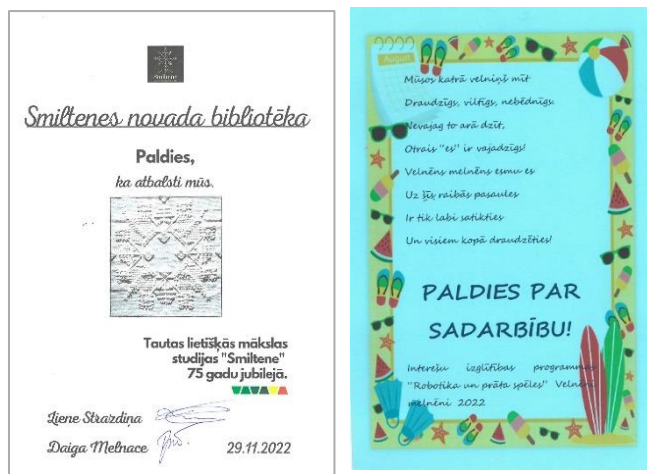 Smiltene
Smiltenes novada bibliotēka
Paldies,
ka atbalsti mūs.
Tautas lietišķās mākslas
studijas "Smiltene"
75 gadu jubilejā.
Liene Strazdiņa
Daiga Melnace
29.11.2022
August
Mūsos katrā velniņš mīt
Draudzīgs, viltīgs, nebēdnīgs.
Nevajag to arā dzīt,
Otrais "es" ir vajadzīgs!
Velnēns melnēns esmu es
Uz šīs raibās pasaules
Ir tik labi satikties
Un visiem kopā draudzēties!
PALDIES PAR
SADARBĪBU!
Interešu izglītības programmas
"Robotika un prāta spēles" Velnēni
melnēni 2022